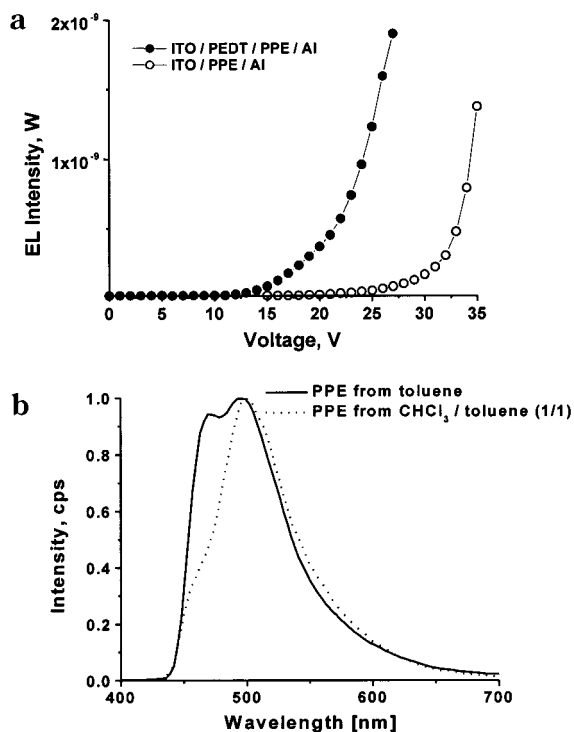 a
2x10-9
ITO / PEDT / PPE / Al
ITO / PPE / Al
1x10-9
EL Intensity, W
0 5 10 15 20 25 30 35
Voltage, V
b
PPE from toluene
PPE from CHCl3 / toluene (1/1)
1.0
0.8
0.6
0.4
0.2
0.0
Intensity, cps
400 500 600 700
Wavelength [nm]